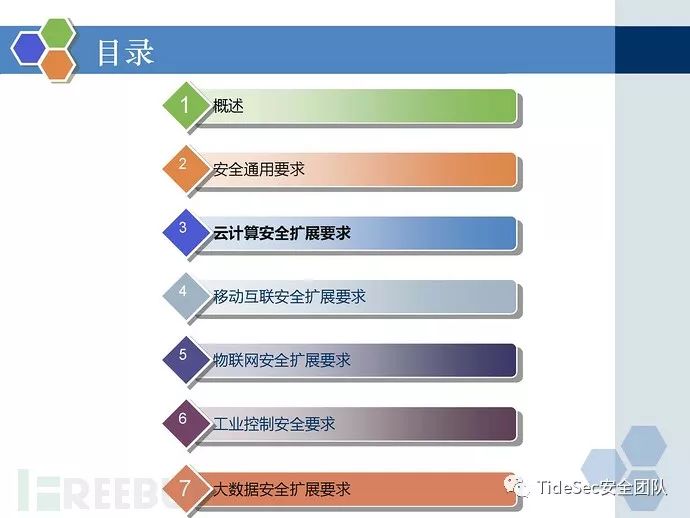 目录
1 概述
2 安全通用要求
3 云计算安全扩展要求
4 移动互联安全扩展要求
5 物联网安全扩展要求
6 工业控制安全要求
7 大数据安全扩展要求
TideSec安全团队